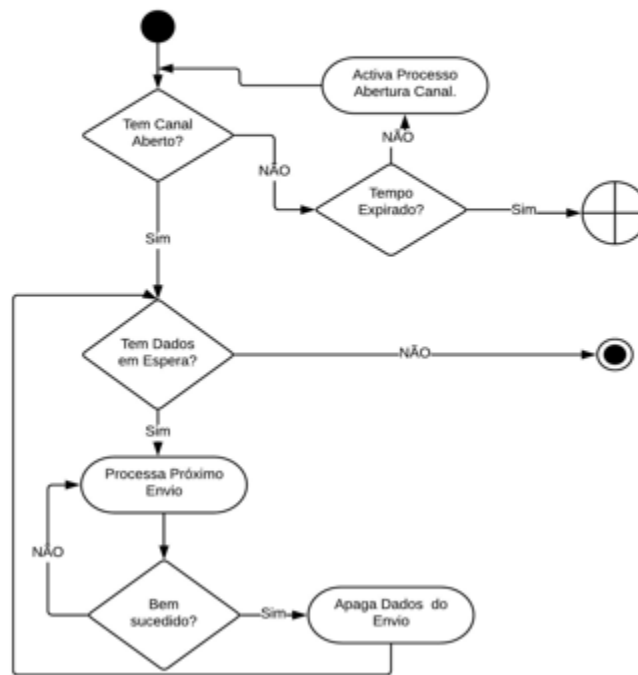 Activa Processo
Abertura Canal.
Tem Canal
Aberto?
NÃO
NÃO
Tempo
Expirado?
Sim
Sim
Tem Dados
em Espera?
NÃO
Sim
Processa Próximo
Envio
NÃO
Bem
sucedido?
Sim
Apaga Dados do
Envio